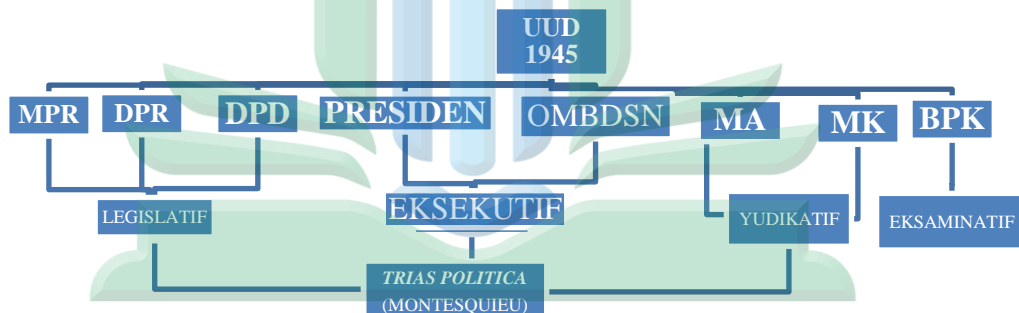 UUD
1945
MPR
DPR
DPD
PRESIDEN
OMBDSN
MA
MK
BPK
LEGISLATIF
EKSEKUTIF
YUDIKATIF
EKSAMINATIF
TRIAS POLITICA
(MONTESQUIEU)